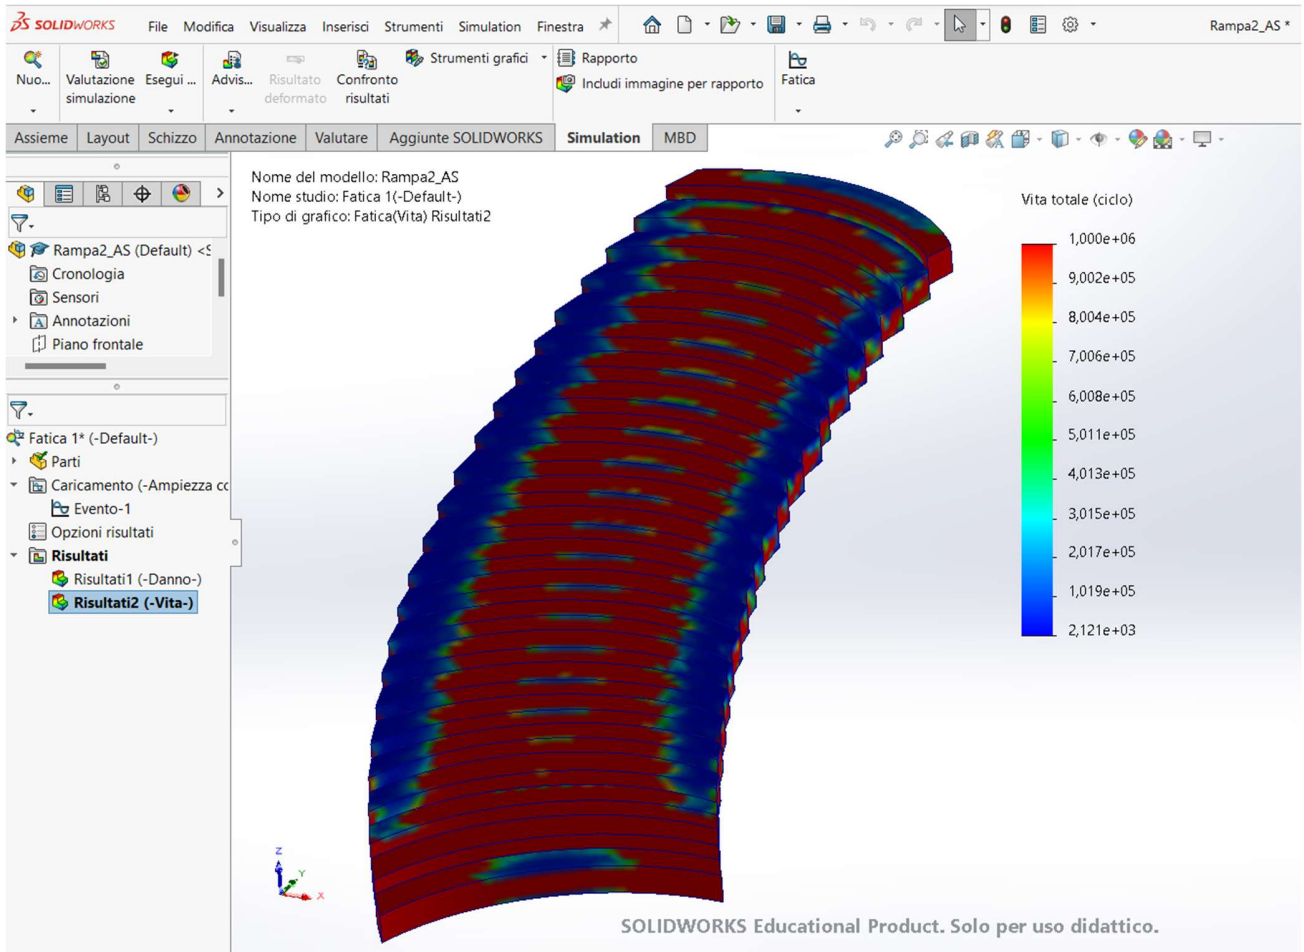 SOLIDWORKS File Modifica Visualizza Inserisci Strumenti Simulation Finestra Rampa2_AS *
Nuo... Valutazione simulazione Esegui ... Advis... Risultato deformato Confronto risultati Strumenti grafici Rapporto Fatica
Includi immagine per rapporto
Assieme Layout Schizzo Annotazione Valutare Aggiunte SOLIDWORKS Simulation MBD
Rampa2_AS (Default) <S
Cronologia
Sensori
Annotazioni
Piano frontale
Fatica 1* (-Default-)
Parti
Caricamento (-Ampiezza co
Evento-1
Opzioni risultati
Risultati
Risultati1 (-Danno-)
Risultati2 (-Vita-)
Nome del modello: Rampa2_AS
Nome studio: Fatica 1(-Default-)
Tipo di grafico: Fatica(Vita) Risultati2
Vita totale (ciclo)
1,000e+06
9,002e+05
8,004e+05
7,006e+05
6,008e+05
5,011e+05
4,013e+05
3,015e+05
2,017e+05
1,019e+05
2,121e+03
Z
Y
X
SOLIDWORKS Educational Product. Solo per uso didattico.